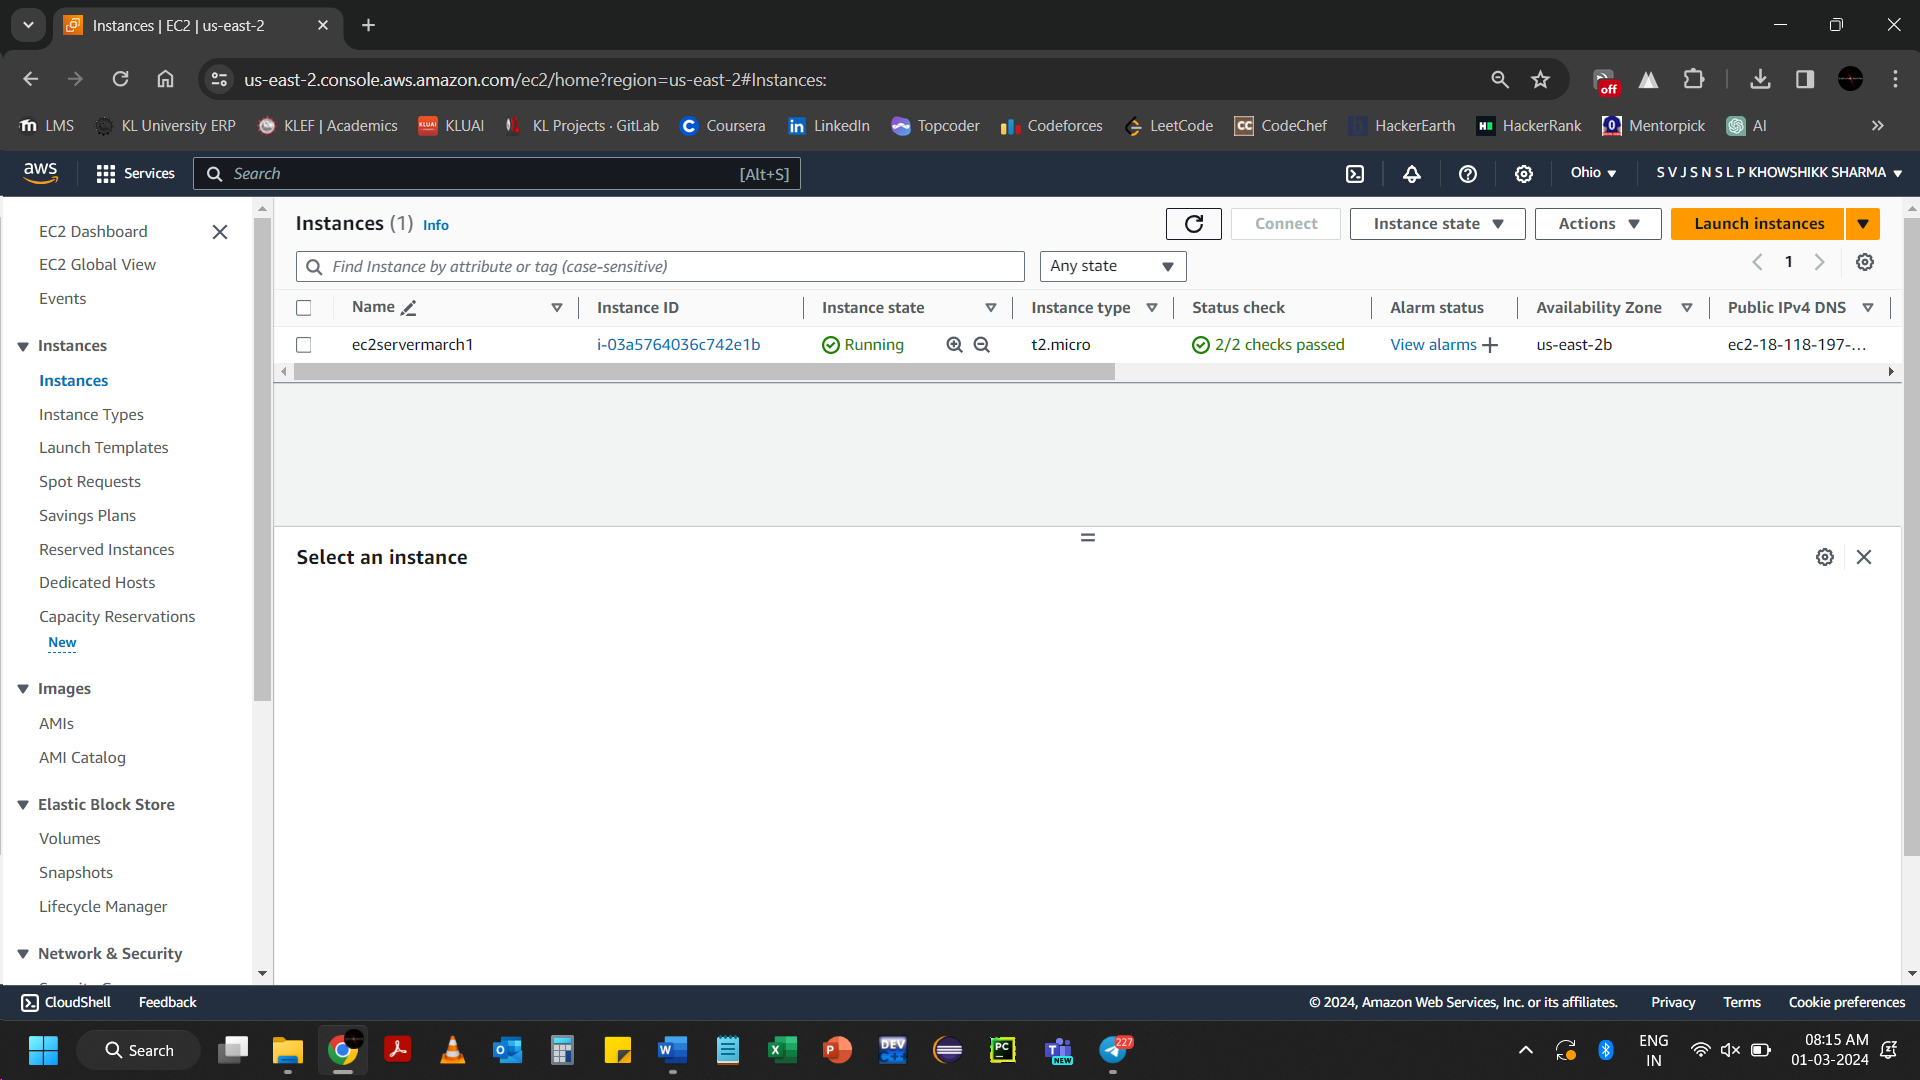 Instances | EC2 | us-east-2
us-east-2.console.aws.amazon.com/ec2/home?region=us-east-2#Instances:
off
LMS KL University ERP KLEF | Academics KLUAI KL Projects · GitLab Coursera LinkedIn Topcoder Codeforces LeetCode CodeChef HackerEarth HackerRank Mentorpick AI
aws Services Search [Alt+S] Ohio S V J S N S L P KHOWSHIKK SHARMA
EC2 Dashboard
EC2 Global View
Events
Instances
Instances
Instance Types
Launch Templates
Spot Requests
Savings Plans
Reserved Instances
Dedicated Hosts
Capacity Reservations
New
Images
AMIs
AMI Catalog
Elastic Block Store
Volumes
Snapshots
Lifecycle Manager
Network & Security
Instances (1) Info Connect Instance state Actions Launch instances
Find Instance by attribute or tag (case-sensitive) Any state 1
Name Instance ID Instance state Instance type Status check Alarm status Availability Zone Public IPv4 DNS
ec2servermarch1 i-03a5764036c742e1b Running t2.micro 2/2 checks passed View alarms us-east-2b ec2-18-118-197-...
Select an instance
CloudShell Feedback © 2024, Amazon Web Services, Inc. or its affiliates. Privacy Terms Cookie preferences
Search 227 ENG 08:15 AM
IN 01-03-2024